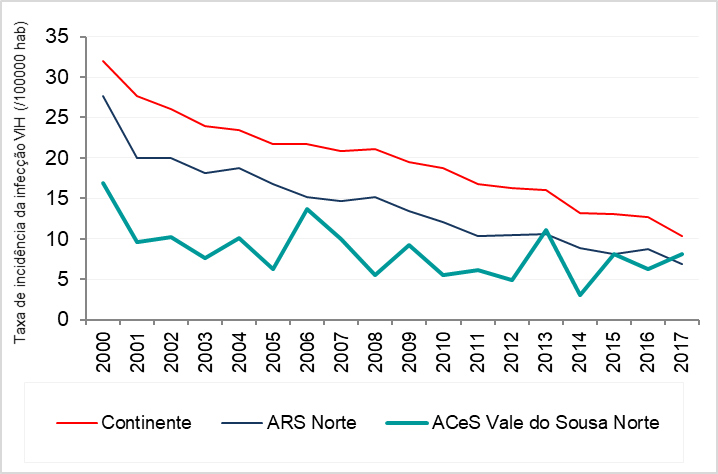 Taxa de incidência da infecção VIH (/100000 hab)
35
30
25
20
15
10
5
0
2000 2001 2002 2003 2004 2005 2006 2007 2008 2009 2010 2011 2012 2013 2014 2015 2016 2017
Continente ARS Norte ACeS Vale do Sousa Norte